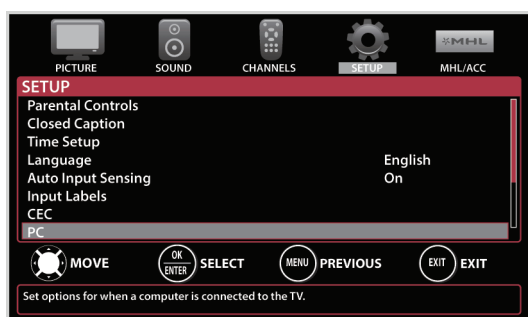 MHL
PICTURE SOUND CHANNELS SETUP MHL/ACC
SETUP
Parental Controls
Closed Caption
Time Setup
Language English
Auto Input Sensing On
Input Labels
CEC
PC
MOVE OK ENTER SELECT MENU PREVIOUS EXIT EXIT
Set options for when a computer is connected to the TV.